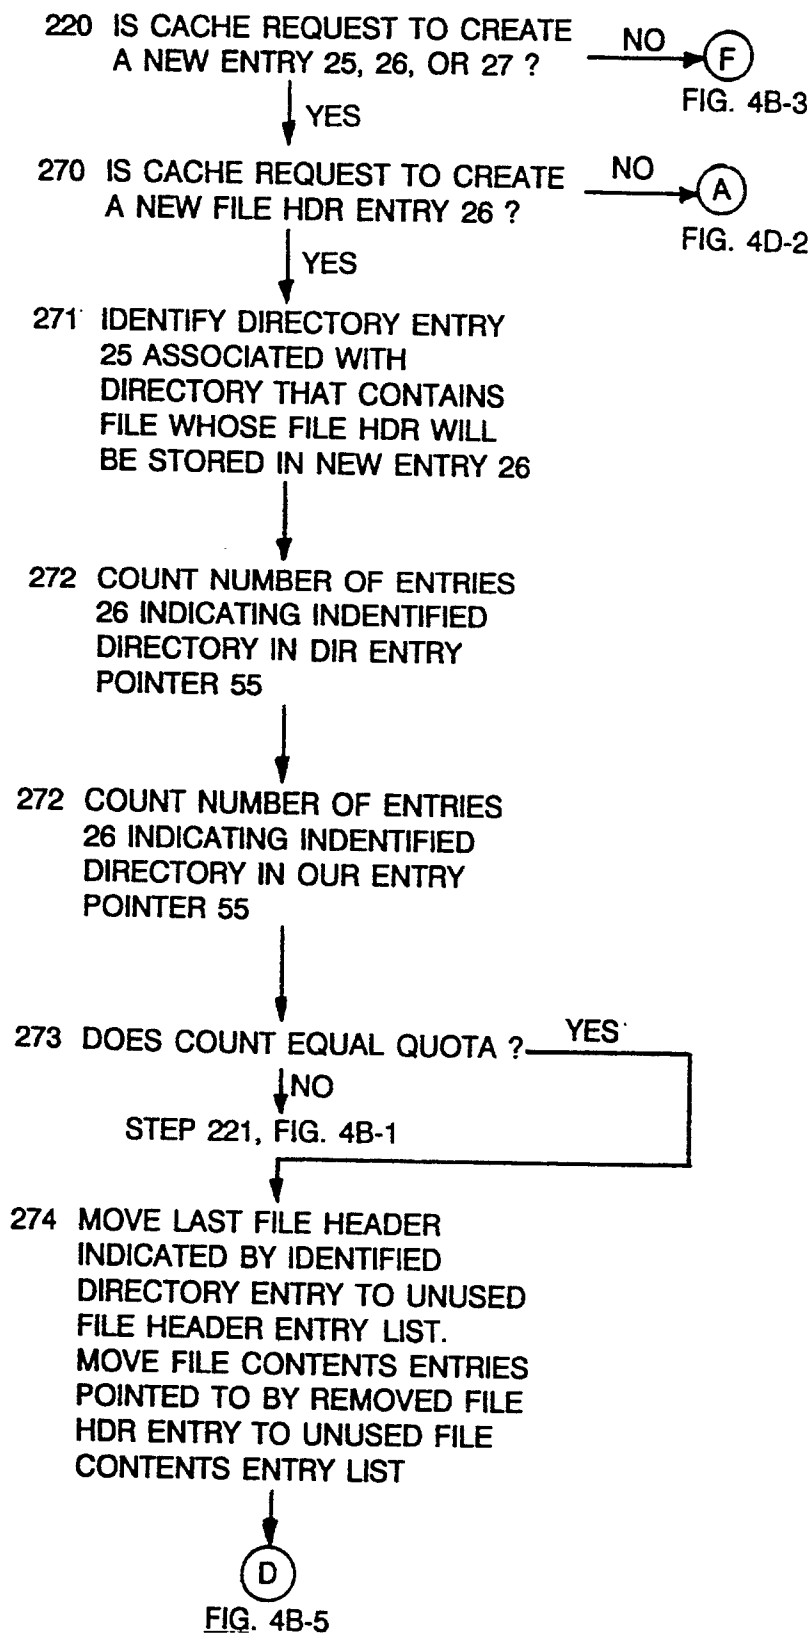 220 IS CACHE REQUEST TO CREATE
A NEW ENTRY 25, 26, OR 27 ?
NO
F
FIG. 4B-3
YES
270 IS CACHE REQUEST TO CREATE
A NEW FILE HDR ENTRY 26 ?
NO
A
FIG. 4D-2
YES
271 IDENTIFY DIRECTORY ENTRY
25 ASSOCIATED WITH
DIRECTORY THAT CONTAINS
FILE WHOSE FILE HDR WILL
BE STORED IN NEW ENTRY 26
272 COUNT NUMBER OF ENTRIES
26 INDICATING INDENTIFIED
DIRECTORY IN DIR ENTRY
POINTER 55
272 COUNT NUMBER OF ENTRIES
26 INDICATING INDENTIFIED
DIRECTORY IN OUR ENTRY
POINTER 55
273 DOES COUNT EQUAL QUOTA ?
YES
NO
STEP 221, FIG. 4B-1
274 MOVE LAST FILE HEADER
INDICATED BY IDENTIFIED
DIRECTORY ENTRY TO UNUSED
FILE HEADER ENTRY LIST.
MOVE FILE CONTENTS ENTRIES
POINTED TO BY REMOVED FILE
HDR ENTRY TO UNUSED FILE
CONTENTS ENTRY LIST
D
FIG. 4B-5